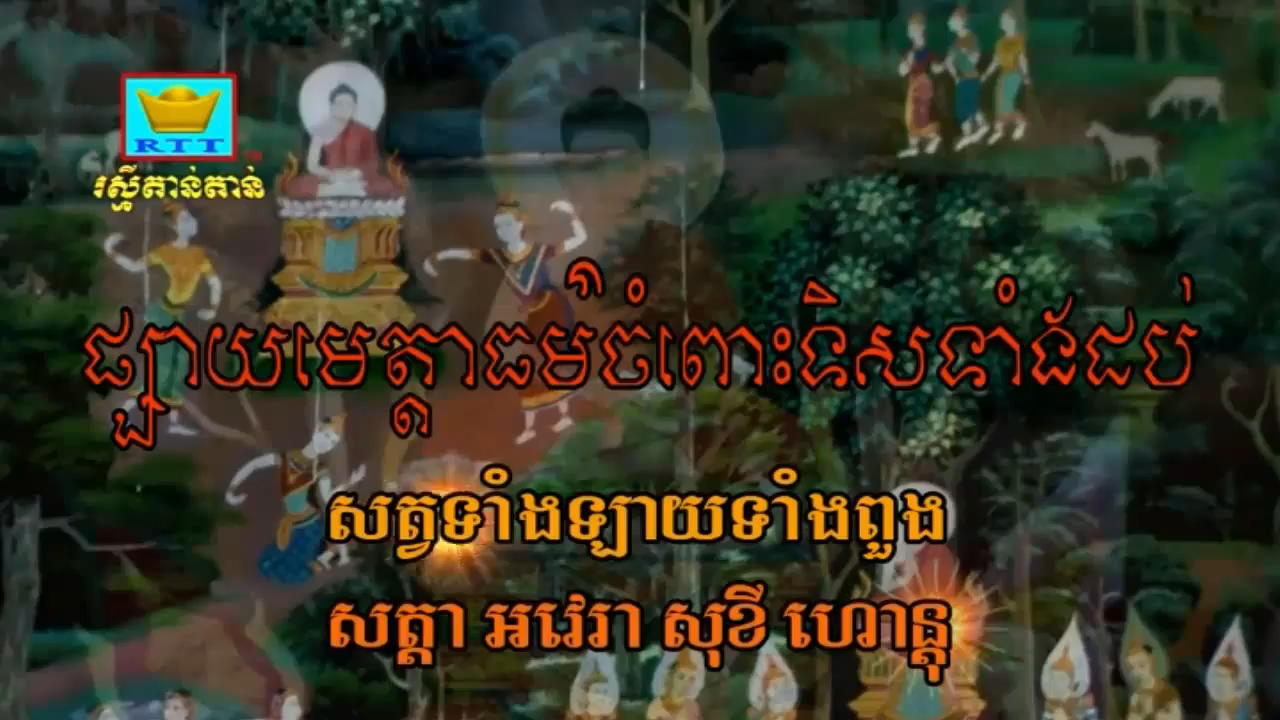 RTT
រស្មីតាន់តាន់
ផ្សាយមេត្តាធម៌ចំពោះទិសទាំងដប់
សត្វទាំងឡាយទាំងពួង
សត្តា អវេរា សុខី ហោន្តុ